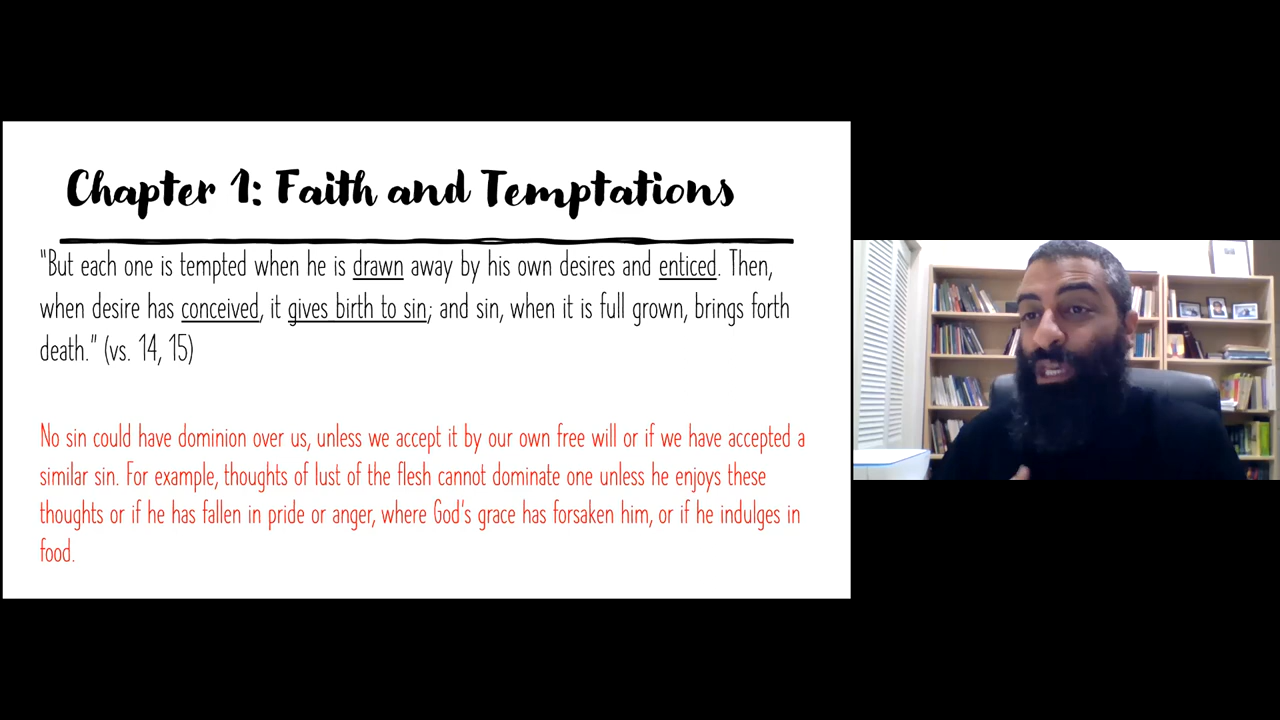 Chapter 1: Faith and Temptations
"But each one is tempted when he is drawn away by his own desires and enticed. Then,
when desire has conceived, it gives birth to sin; and sin, when it is full grown, brings forth
death." (vs. 14, 15)
No sin could have dominion over us, unless we accept it by our own free will or if we have accepted a
similar sin. For example, thoughts of lust of the flesh cannot dominate one unless he enjoys these
thoughts or if he has fallen in pride or anger, where God's grace has forsaken him, or if he indulges in
food.